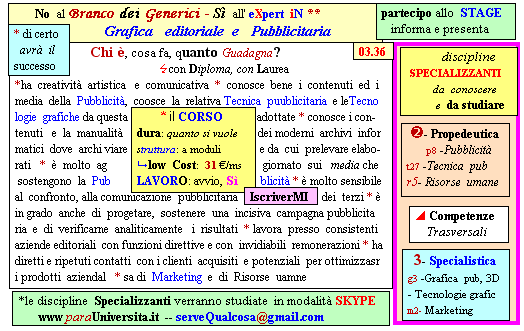 No al Branco dei Generici - Sì all' eXpert iN **
Grafica editoriale e Pubblicitaria
partecipo allo STAGE
informa e presenta
* di certo
avrà il
successo
Chi è, cosa fa, quanto Guadagna?
03.36
con Diploma, con Laurea
*ha creatività artistica e comunicativa * conosce bene i contenuti ed i
media della Pubblicità, coosce la relativa Tecnica puublicitaria e leTecno
logie grafiche da questa adottate * conosce i con-
tenuti e la manualità dei moderni archivi infor
matici dove archi viare e da cui prelevare elabo-
rati * è molto ag giornato sui media che
sostengono la Pub blicità * è molto sensibile
al confronto, alla comunicazione pubblicitaria dei terzi * è
in grado anche di progetare, sostenere una incisiva campagna pubblicita
ria e di verificarne analiticamente i risultati * lavora presso consistenti
aziende editoriali con funzioni direttive e con invidiabili remonerazioni * ha
diretti e ripetuti contatti con i clienti acquisiti e potenziali per ottimizzasr
i prodotti aziendal * sa di Marketing e di Risorse uamne
* il CORSO
dura: quanto si vuole
struttura: a moduli
↪low Cost: 31 €/ms
LAVORO: avvio, Sì
IscriverMI
discipline
SPECIALIZZANTI
da conoscere
e da studiare
❷- Propedeutica
p8 -Pubblicità
t27 -Tecnica pub
r5- Risorse umane
Competenze
Trasversali
3- Specialistica
g3 -Grafica pub, 3D
- Tecnologie grafic
m2- Marketing
*le discipline Specializzanti verranno studiate in modalità SKYPE
www.paraUniversita.it -- serveQualcosa@gmail.com